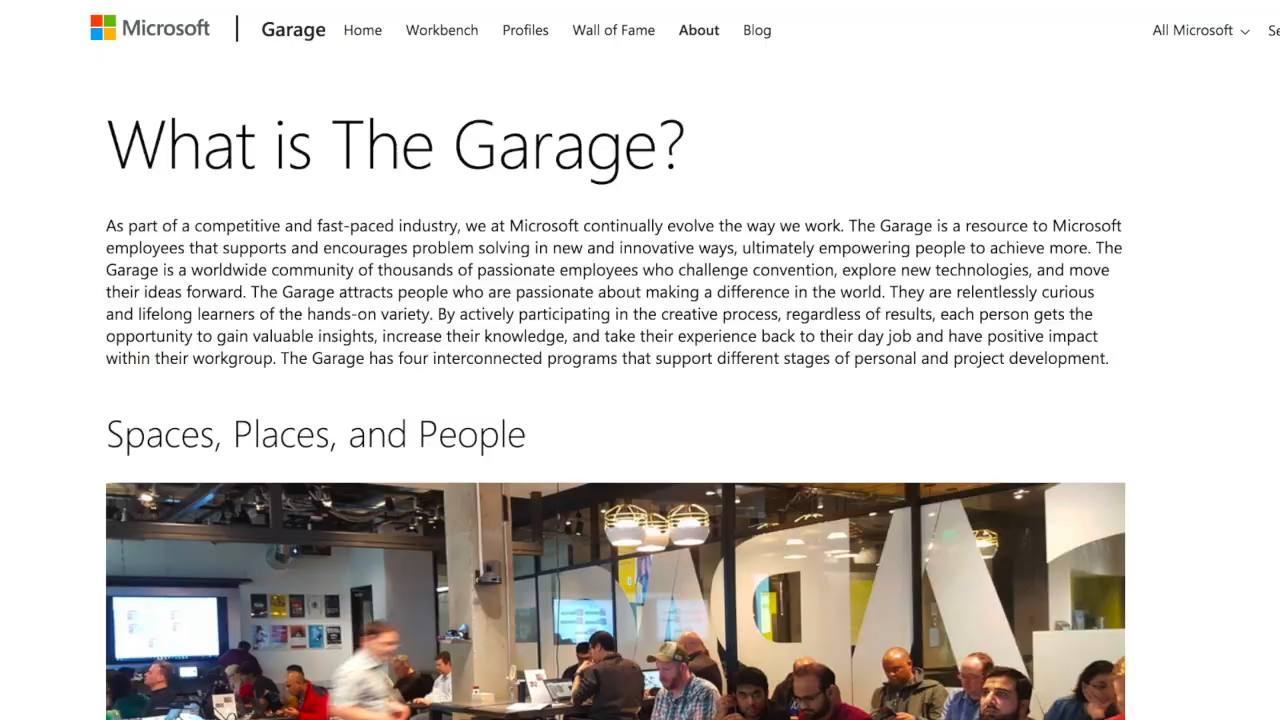 Microsoft | Garage Home Workbench Profiles Wall of Fame About Blog All Microsoft
What is The Garage?
As part of a competitive and fast-paced industry, we at Microsoft continually evolve the way we work. The Garage is a resource to Microsoft
employees that supports and encourages problem solving in new and innovative ways, ultimately empowering people to achieve more. The
Garage is a worldwide community of thousands of passionate employees who challenge convention, explore new technologies, and move
their ideas forward. The Garage attracts people who are passionate about making a difference in the world. They are relentlessly curious
and lifelong learners of the hands-on variety. By actively participating in the creative process, regardless of results, each person gets the
opportunity to gain valuable insights, increase their knowledge, and take their experience back to their day job and have positive impact
within their workgroup. The Garage has four interconnected programs that support different stages of personal and project development.
Spaces, Places, and People